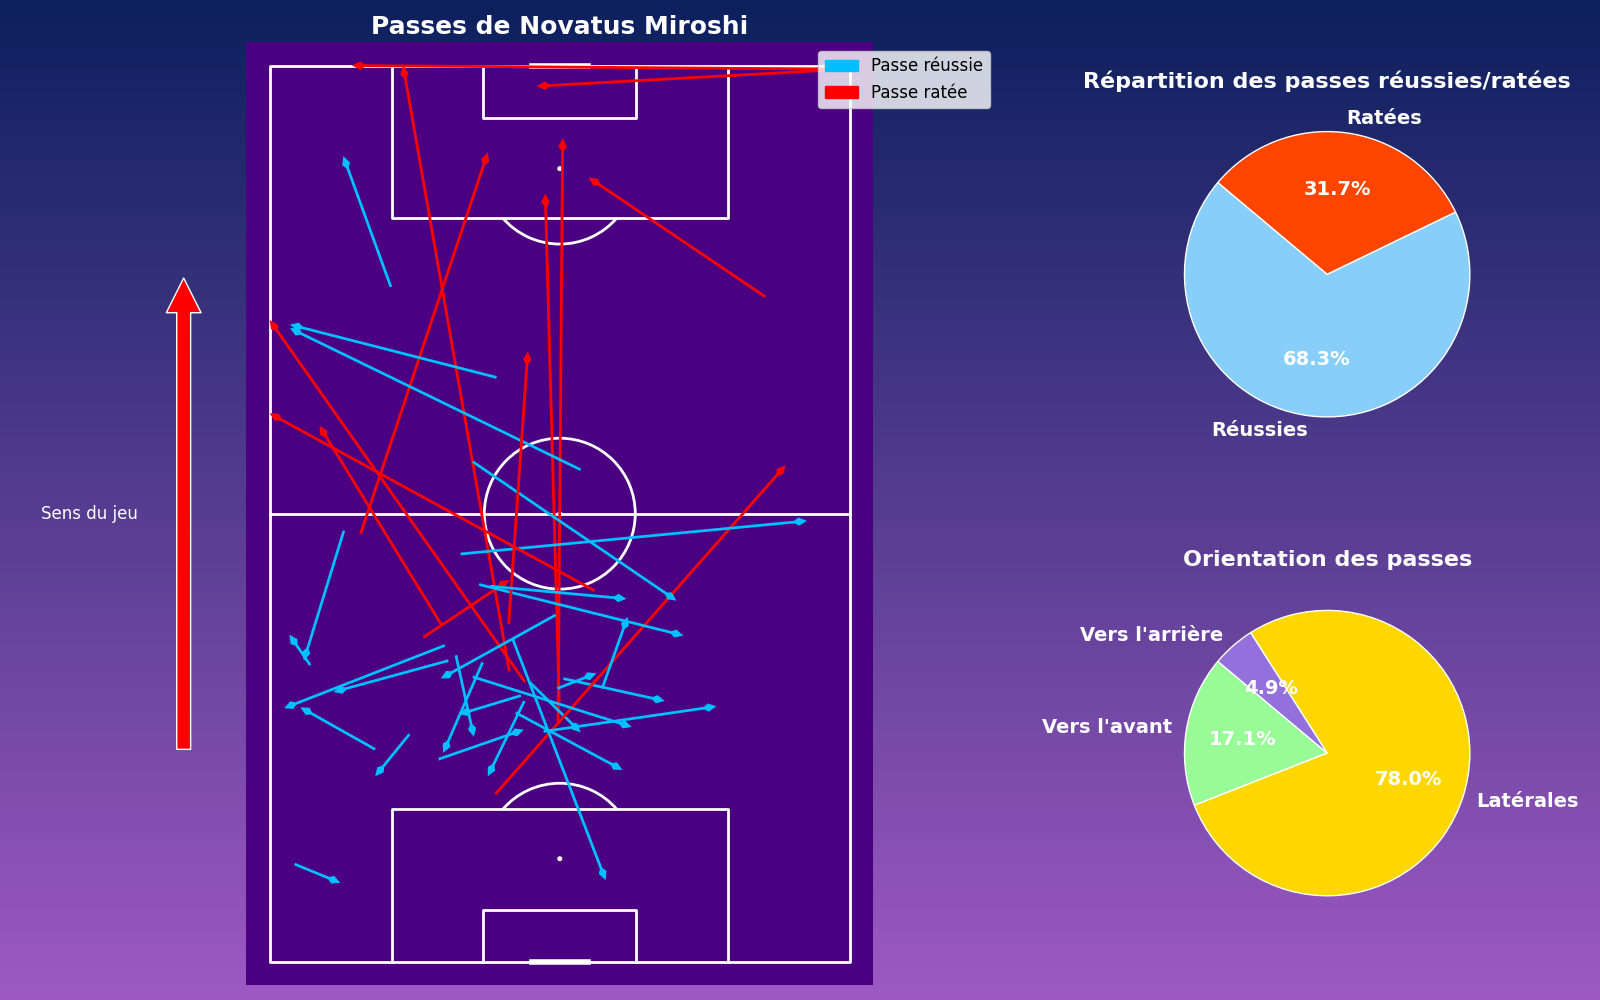 Passes de Novatus Miroshi
Passe réussie
Passe ratée
Sens du jeu
Répartition des passes réussies/ratées
Ratées
31.7%
68.3%
Réussies
Orientation des passes
Vers l'arrière
4.9%
Vers l'avant
17.1%
78.0%
Latérales